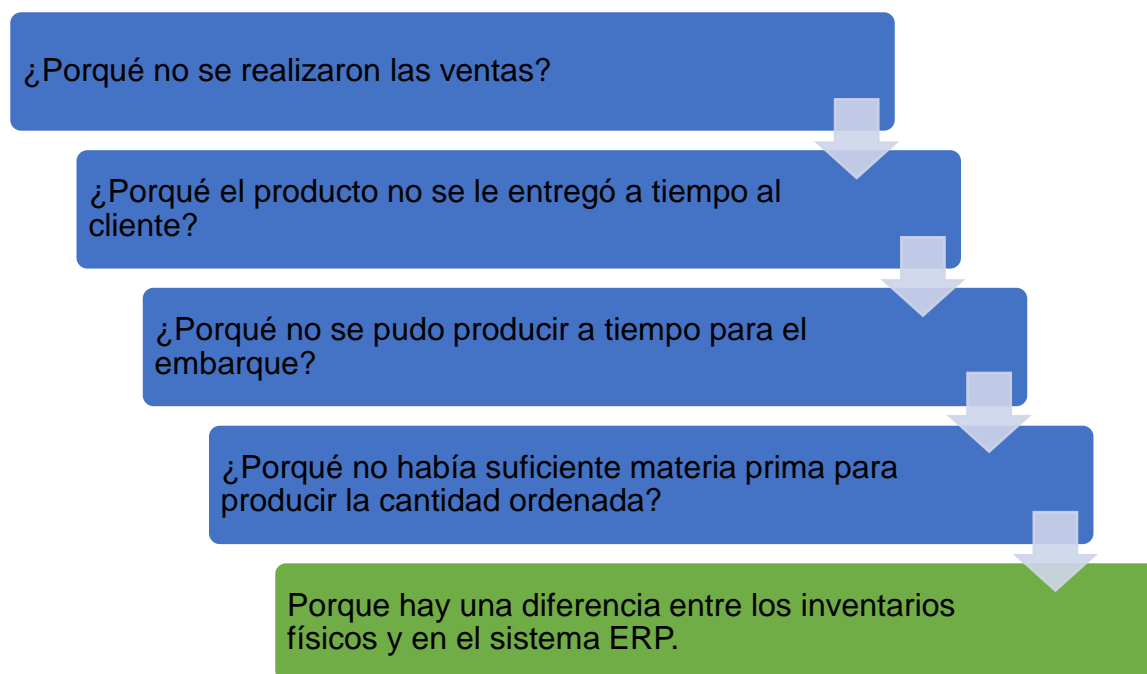 ¿Porqué no se realizaron las ventas?
¿Porqué el producto no se le entregó a tiempo al
cliente?
¿Porqué no se pudo producir a tiempo para el
embarque?
¿Porqué no había suficiente materia prima para
producir la cantidad ordenada?
Porque hay una diferencia entre los inventarios
físicos y en el sistema ERP.